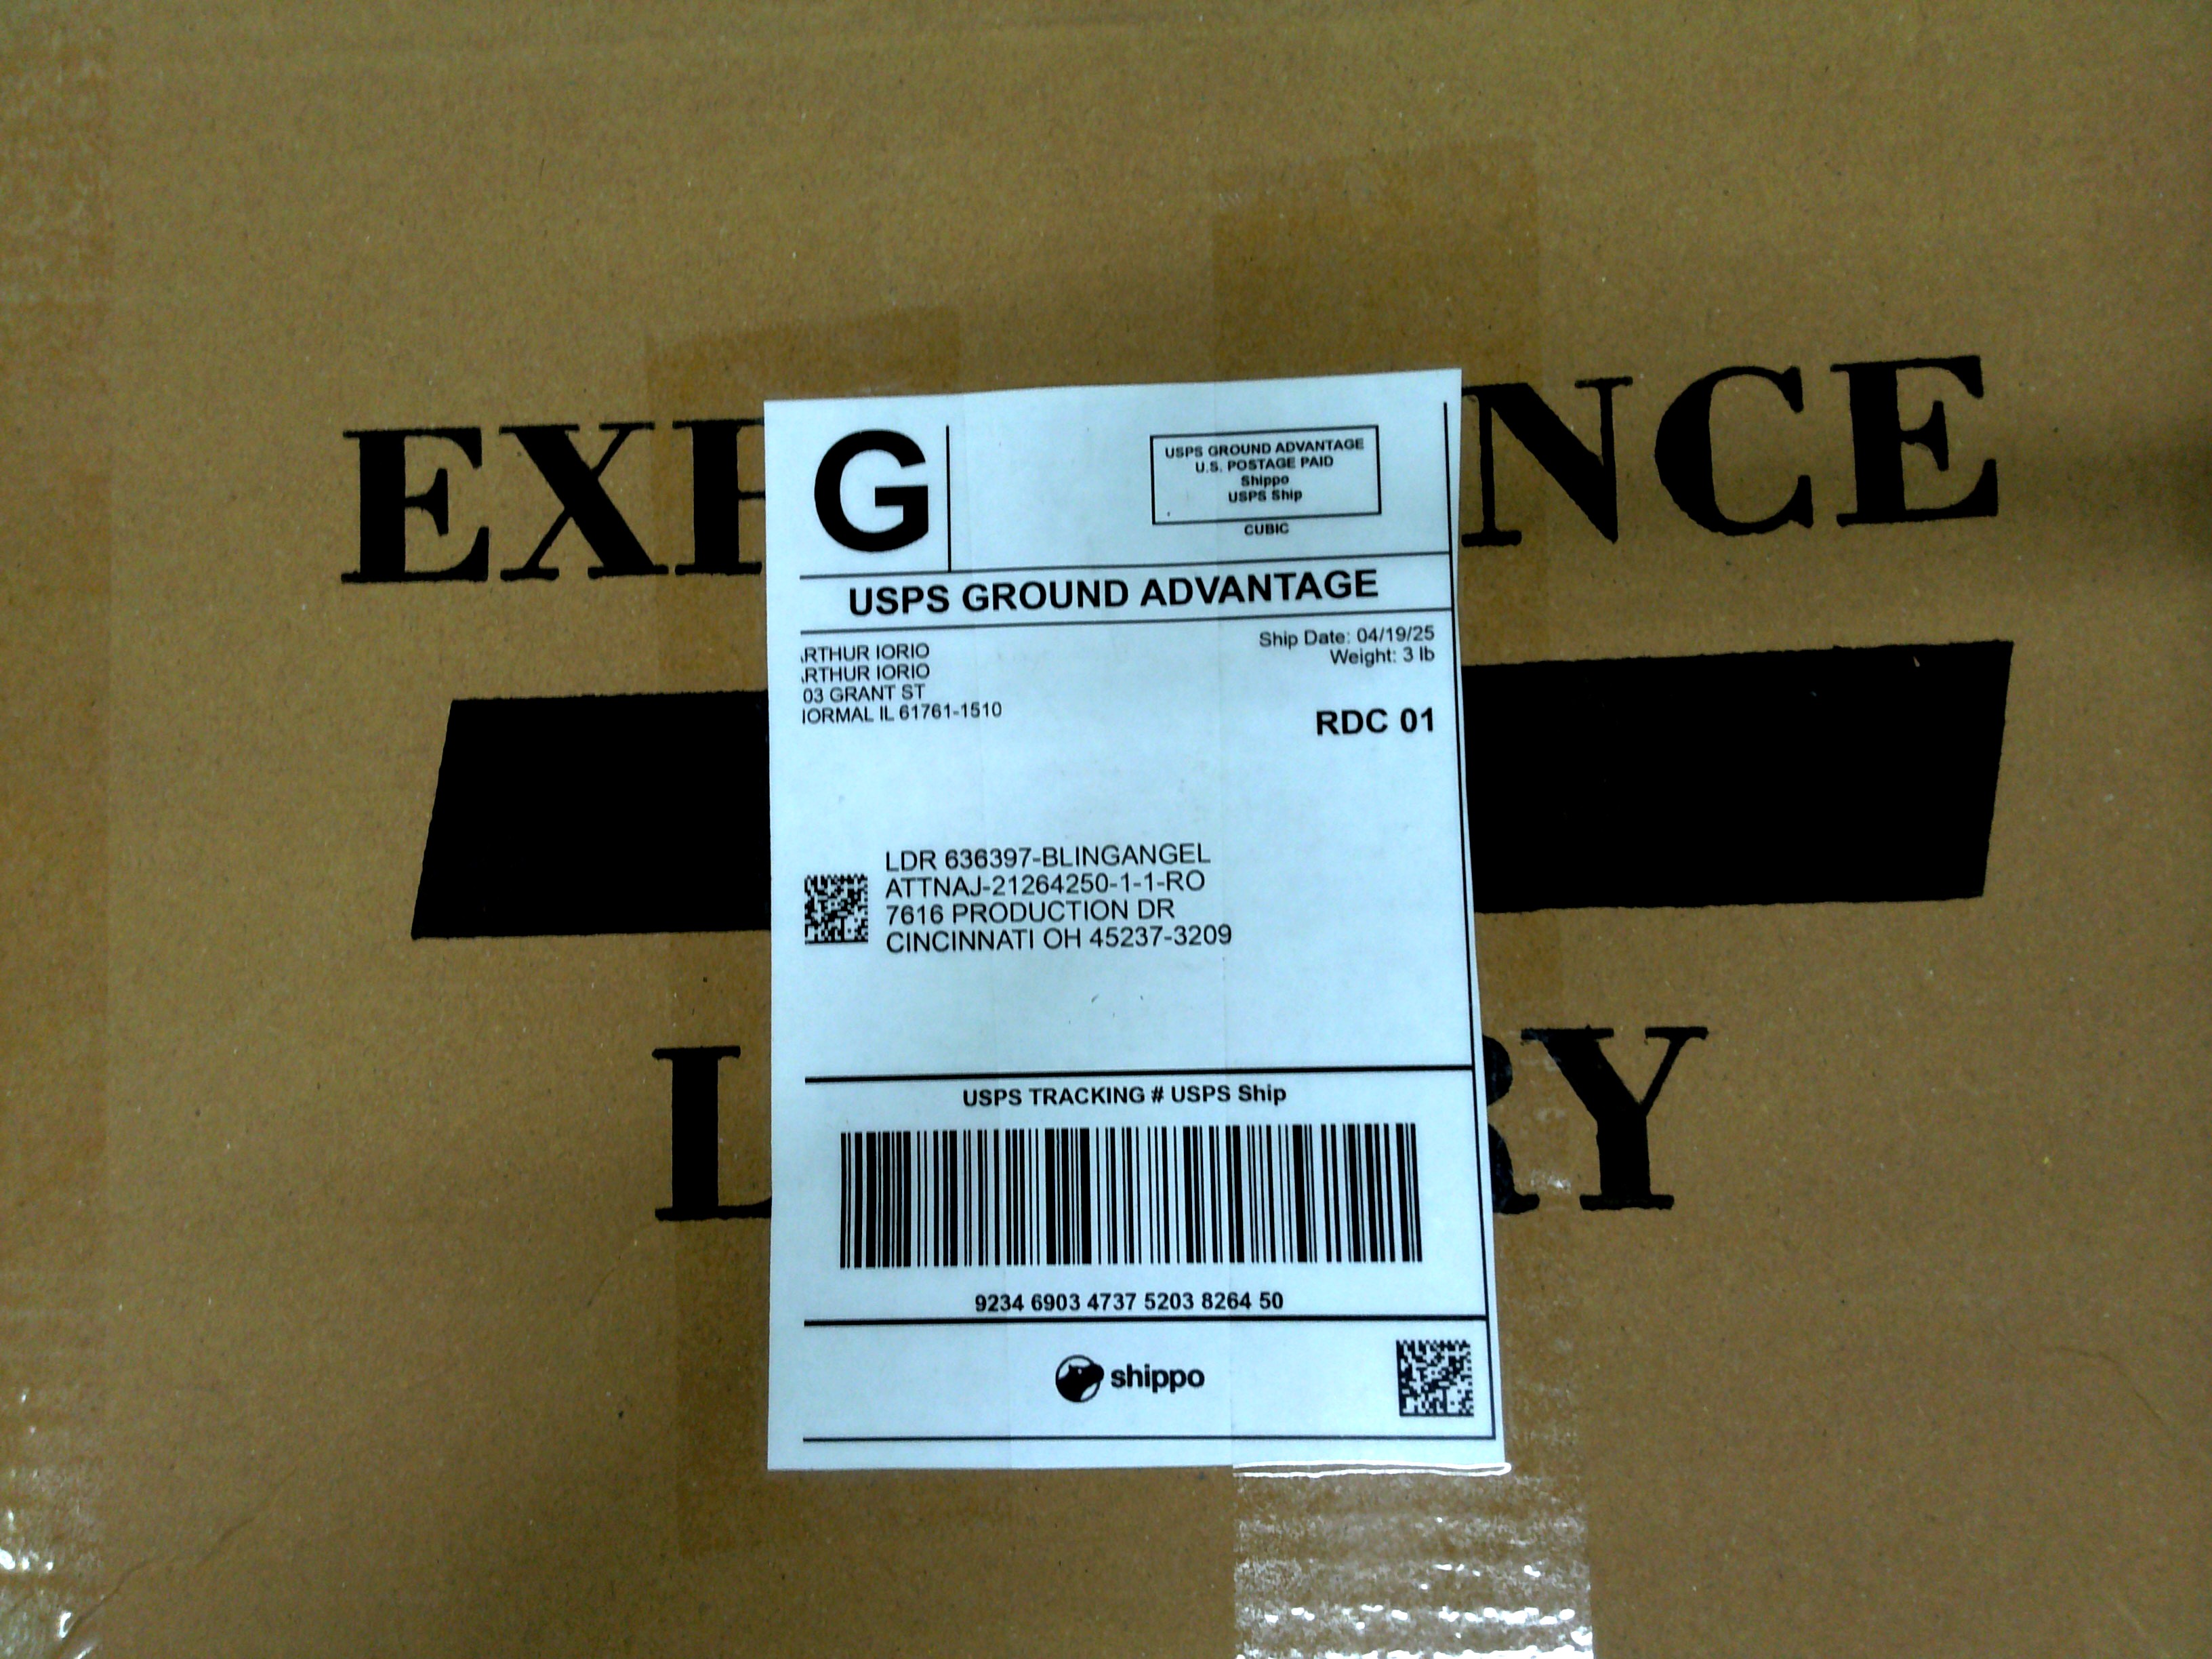 EXP NCE
G
USPS GROUND ADVANTAGE
U.S. POSTAGE PAID
Shippo
USPS Ship
CUBIC
USPS GROUND ADVANTAGE
RTHUR IORIO
RTHUR IORIO
03 GRANT ST
ORMAL IL 61761-1510
Ship Date: 04/19/25
Weight: 3 lb
RDC 01
LDR 636397-BLINGANGEL
ATTNAJ-21264250-1-1-RO
7616 PRODUCTION DR
CINCINNATI OH 45237-3209
L RY
USPS TRACKING # USPS Ship
9234 6903 4737 5203 8264 50
shippo